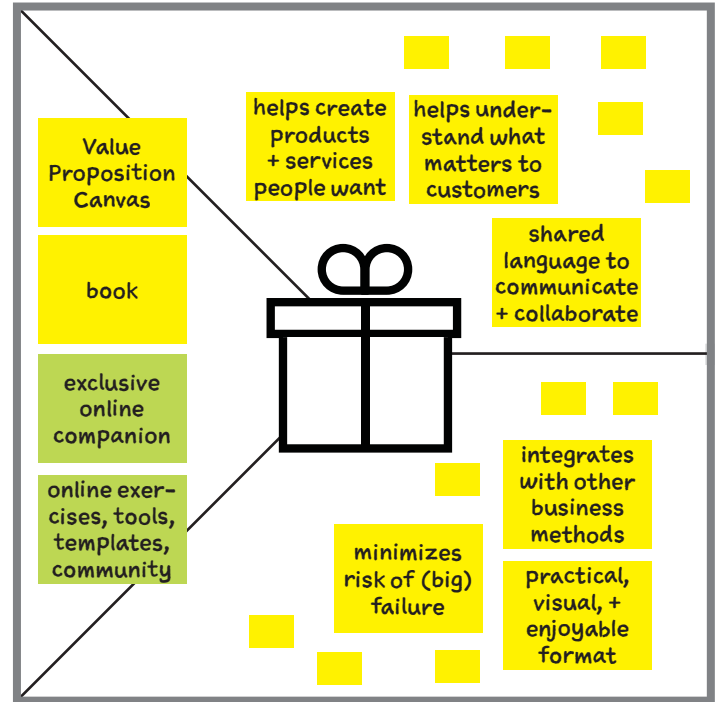 Value
Proposition
Canvas
book
exclusive
online
companion
online exer-
cises, tools,
templates,
community
helps create
products
+ services
people want
helps under-
stand what
matters to
customers
shared
language to
communicate
+ collaborate
integrates
with other
business
methods
minimizes
risk of (big)
failure
practical,
visual, +
enjoyable
format